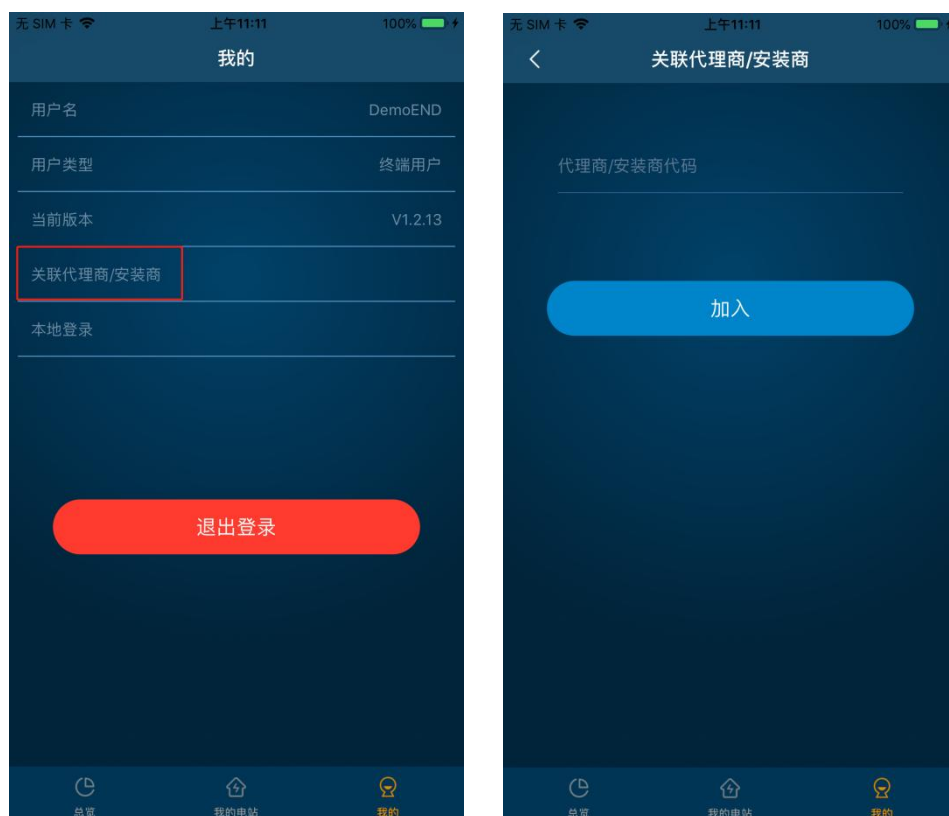 无 SIM 卡 上午11:11 100%
我的
用户名 DemoEND
用户类型 终端用户
当前版本 V1.2.13
关联代理商/安装商
本地登录
退出登录
总览 我的电站 我的
无 SIM 卡 上午11:11 100%
关联代理商/安装商
代理商/安装商代码
加入
总览 我的电站 我的